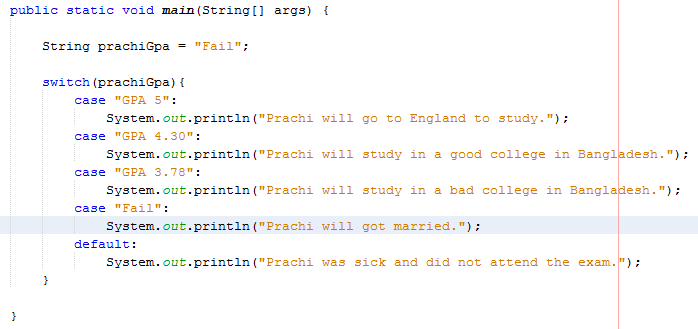 public static void main(String[] args) {
String prachiGpa = "Fail";
switch(prachiGpa){
case "GPA 5":
System.out.println("Prachi will go to England to study.");
case "GPA 4.30":
System.out.println("Prachi will study in a good college in Bangladesh.");
case "GPA 3.78":
System.out.println("Prachi will study in a bad college in Bangladesh.");
case "Fail":
System.out.println("Prachi will got married.");
default:
System.out.println("Prachi was sick and did not attend the exam.");
}
}